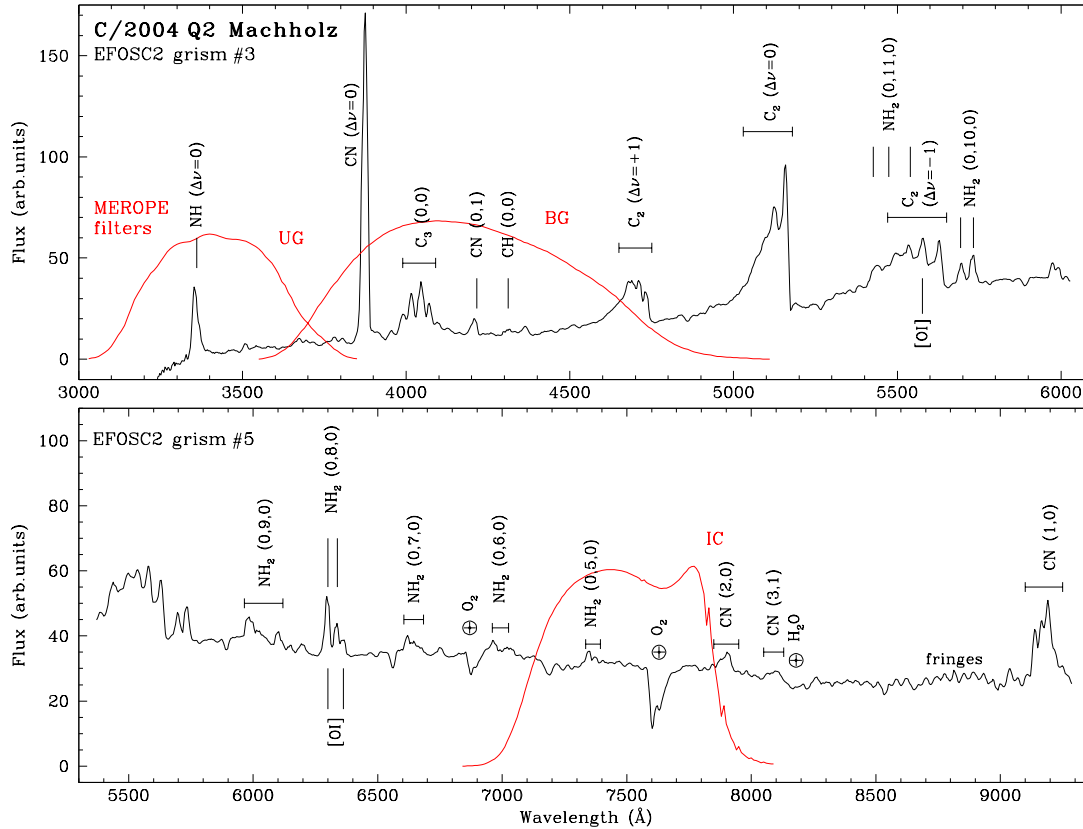 C/2004 Q2 Machholz
EFOSC2 grism #3
Flux (arb.units)
150
100
50
0
MEROPE
filters
NH (Δν=0)
UG
CN (Δν=0)
C₃ (0,0)
CN (0,1)
CH (0,0)
BG
C₂ (Δν=+1)
C₂ (Δν=0)
NH₂ (0,11,0)
C₂ (Δν=−1)
NH₂ (0,10,0)
[OI]
3000 3500 4000 4500 5000 5500 6000
EFOSC2 grism #5
Flux (arb.units)
100
80
60
40
20
0
NH₂ (0,9,0)
NH₂ (0,8,0)
[OI]
NH₂ (0,7,0)
⊕ O₂
NH₂ (0,6,0)
NH₂ (0,5,0)
⊕ O₂
IC
CN (2,0)
CN (3,1)
⊕ H₂O
fringes
CN (1,0)
5500 6000 6500 7000 7500 8000 8500 9000
Wavelength (Å)